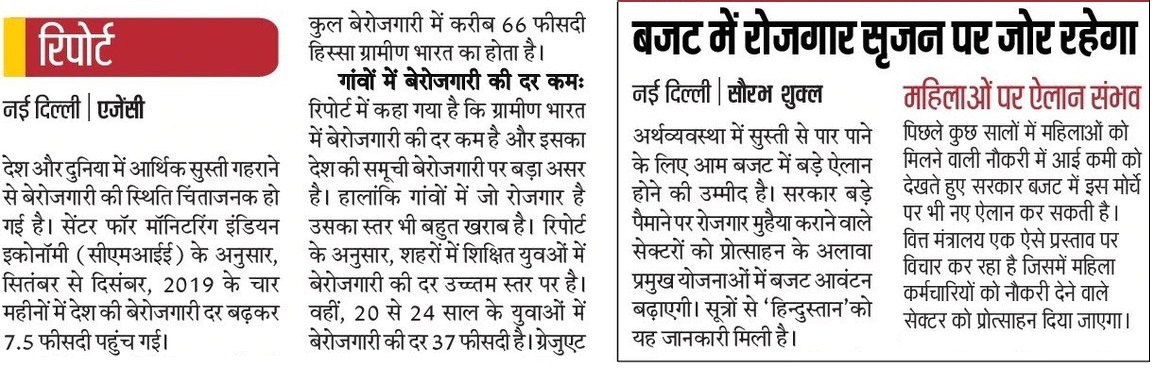 रिपोर्ट
नई दिल्ली | एजेंसी
देश और दुनिया में आर्थिक सुस्ती गहराने
से बेरोजगारी की स्थिति चिंताजनक हो
गई है। सेंटर फॉर मॉनिटरिंग इंडियन
इकोनॉमी (सीएमआईई) के अनुसार,
सितंबर से दिसंबर, 2019 के चार
महीनों में देश की बेरोजगारी दर बढ़कर
7.5 फीसदी पहुंच गई।
कुल बेरोजगारी में करीब 66 फीसदी
हिस्सा ग्रामीण भारत का होता है।
गांवों में बेरोजगारी की दर कमः
रिपोर्ट में कहा गया है कि ग्रामीण भारत
में बेरोजगारी की दर कम है और इसका
देश की समूची बेरोजगारी पर बड़ा असर
है। हालांकि गांवों में जो रोजगार है
उसका स्तर भी बहुत खराब है। रिपोर्ट
के अनुसार, शहरों में शिक्षित युवाओं में
बेरोजगारी की दर उच्च्तम स्तर पर है।
वहीं, 20 से 24 साल के युवाओं में
बेरोजगारी की दर 37 फीसदी है। ग्रेजुएट
बजट में रोजगार सृजन पर जोर रहेगा
नई दिल्ली | सौरभ शुक्ल
अर्थव्यवस्था में सुस्ती से पार पाने
के लिए आम बजट में बड़े ऐलान
होने की उम्मीद है। सरकार बड़े
पैमाने पर रोजगार मुहैया कराने वाले
सेक्टरों को प्रोत्साहन के अलावा
प्रमुख योजनाओं में बजट आवंटन
बढ़ाएगी। सूत्रों से ‘हिन्दुस्तान’ को
यह जानकारी मिली है।
महिलाओं पर ऐलान संभव
पिछले कुछ सालों में महिलाओं को
मिलने वाली नौकरी में आई कमी को
देखते हुए सरकार बजट में इस मोर्चे
पर भी नए ऐलान कर सकती है।
वित्त मंत्रालय एक ऐसे प्रस्ताव पर
विचार कर रहा है जिसमें महिला
कर्मचारियों को नौकरी देने वाले
सेक्टर को प्रोत्साहन दिया जाएगा।